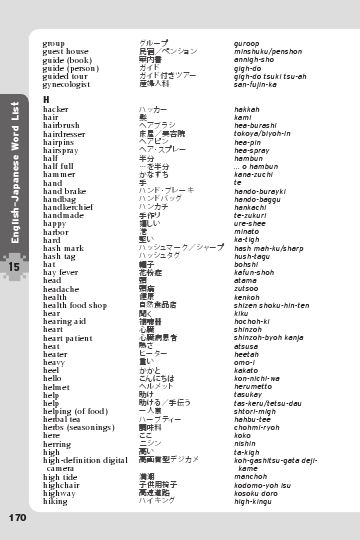 group グループ guroop
guest house 民宿／ペンション minshuku/penshon
guide (book) 案内書 annigh-sho
guide (person) ガイド gigh-do
guided tour ガイド付きツアー gigh-do tsuki tsu-ah
gynecologist 産婦人科 san-fujin-ka
H
hacker ハッカー hakkah
hair 髪 kami
hairbrush ヘアブラシ hea-burashi
hairdresser 床屋／美容院 tokoya/biyoh-in
hairpins ヘアピン hea-pin
hairspray ヘア・スプレー hea-spray
half 半分 hambun
half full …を半分 ... o hambun
hammer かなずち kana-zuchi
hand 手 te
hand brake ハンド・ブレーキ hando-burayki
handbag ハンドバッグ hando-baggu
handkerchief ハンカチ hankachi
handmade 手作り te-zukuri
happy 嬉しい ure-shee
harbor 港 minato
hard 堅い ka-tigh
hash mark ハッシュマーク／シャープ hash mah-ku/sharp
hash tag ハッシュタグ hush-tagu
hat 帽子 bohshi
hay fever 花粉症 kafun-shoh
head 頭 atama
headache 頭痛 zutsoo
health 健康 kenkoh
health food shop 自然食品店 shizen shoku-hin-ten
hear 聞く kiku
hearing aid 補聴器 hochoh-ki
heart 心臓 shinzoh
heart patient 心臓病患者 shinzoh-byoh kanja
heat 熱さ atsusa
heater ヒーター heetah
heavy 重い omo-i
heel かかと kakato
hello こんにちは kon-nichi-wa
helmet ヘルメット herumetto
help 助け tasukay
help 助ける／手伝う tas-keru/tetsu-dau
helping (of food) 一人前 shtori-migh
herbal tea ハーブティー hahbu-tee
herbs (seasonings) 調味料 chohmi-ryoh
here ここ koko
herring ニシン nishin
high 高い ta-kigh
high-definition digital 高画質型デジカメ koh-gashitsu-gata deji-
camera kame
high tide 満潮 manchoh
highchair 子供用椅子 kodomo-yoh isu
highway 高速道路 kosoku doro
hiking ハイキング high-kingu
English–Japanese Word List
15
170